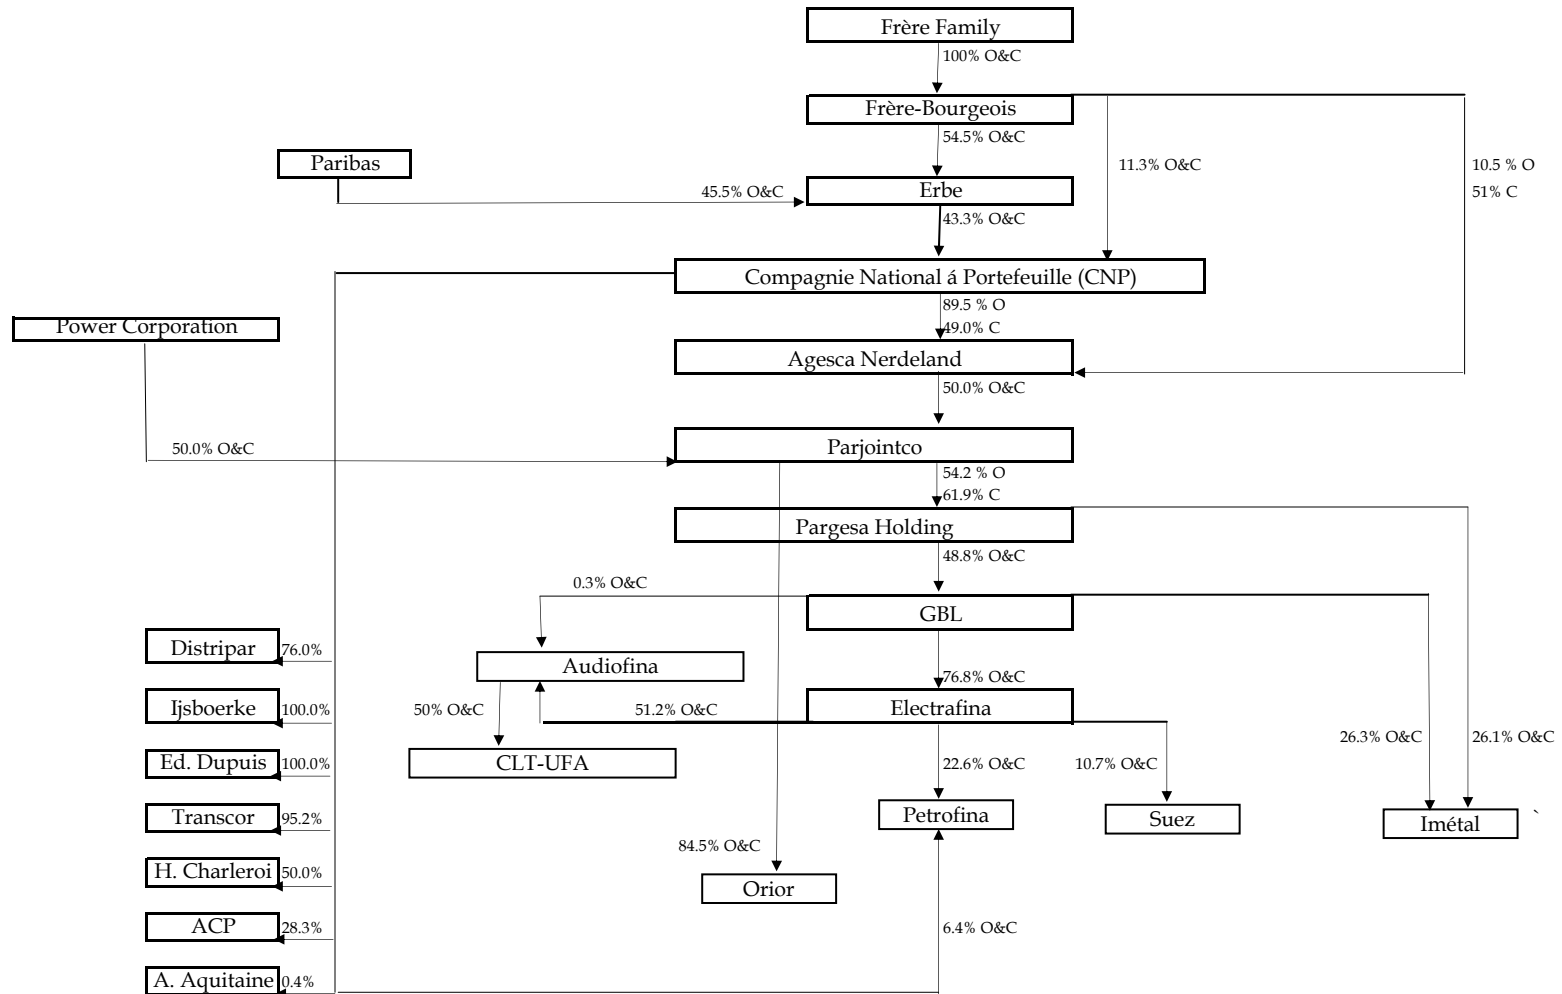 Frère Family
100% O&C
Frère-Bourgeois
54.5% O&C
Paribas
11.3% O&C
10.5 % O
45.5% O&C
Erbe
51% C
43.3% O&C
Compagnie National á Portefeuille (CNP)
89.5 % O
Power Corporation
49.0% C
Agesca Nerdeland
50.0% O&C
50.0% O&C
Parjointco
54.2 % O
61.9% C
Pargesa Holding
48.8% O&C
0.3% O&C
GBL
Distripar
76.0%
Audiofina
76.8% O&C
Ijsboerke
100.0%
50% O&C
51.2% O&C
Electrafina
26.3% O&C
26.1% O&C
Ed. Dupuis
100.0%
CLT-UFA
22.6% O&C
10.7% O&C
Transcor
95.2%
Petrofina
Suez
Imétal
`
84.5% O&C
H. Charleroi
50.0%
Orior
ACP
28.3%
6.4% O&C
A. Aquitaine
0.4%